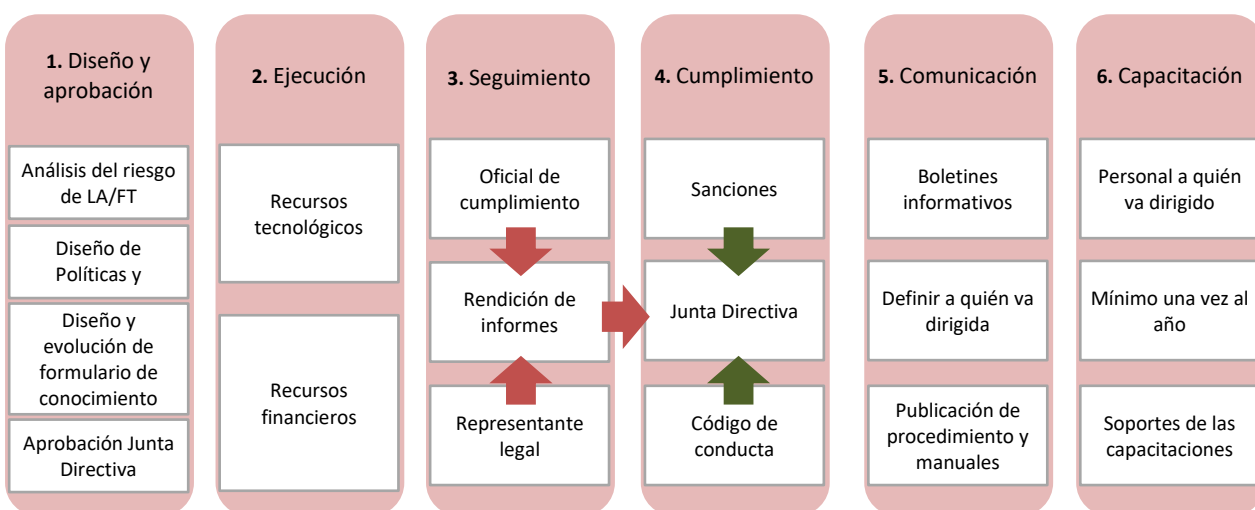 1. Diseño y
aprobación
Análisis del riesgo
de LA/FT
Diseño de
Políticas y
Diseño y
evolución de
formulario de
conocimiento
Aprobación Junta
Directiva
2. Ejecución
Recursos
tecnológicos
Recursos
financieros
3. Seguimiento
Oficial de
cumplimiento
Rendición de
informes
Representante
legal
4. Cumplimiento
Sanciones
Junta Directiva
Código de
conducta
5. Comunicación
Boletines
informativos
Definir a quién va
dirigida
Publicación de
procedimiento y
manuales
6. Capacitación
Personal a quién
va dirigido
Mínimo una vez al
año
Soportes de las
capacitaciones